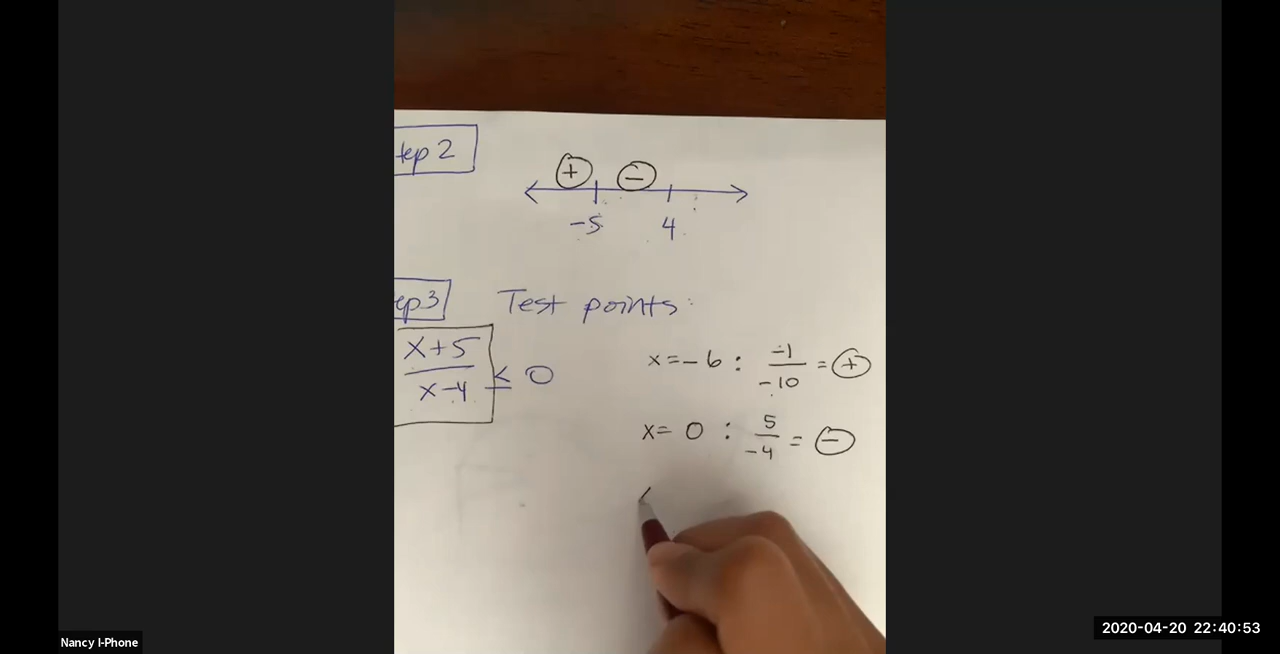 tep 2
+ −
-5 4
ep3 Test points:
x+5
x-4
≤ 0
x=-6 : -1/-10 = +
x= 0 : 5/-4 = −
Nancy I-Phone
2020-04-20 22:40:53